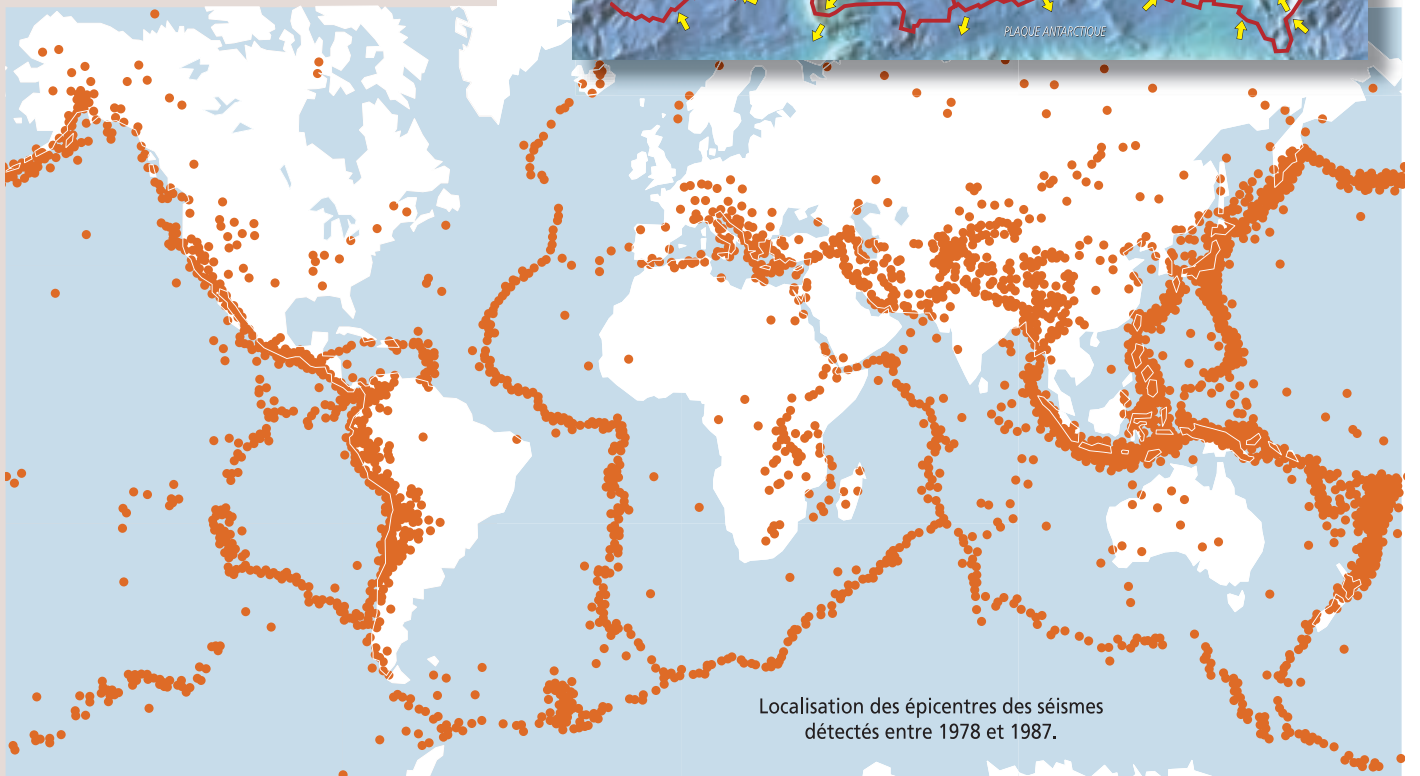 PLAQUE ANTARCTIQUE
Localisation des épicentres des séismes
détectés entre 1978 et 1987.